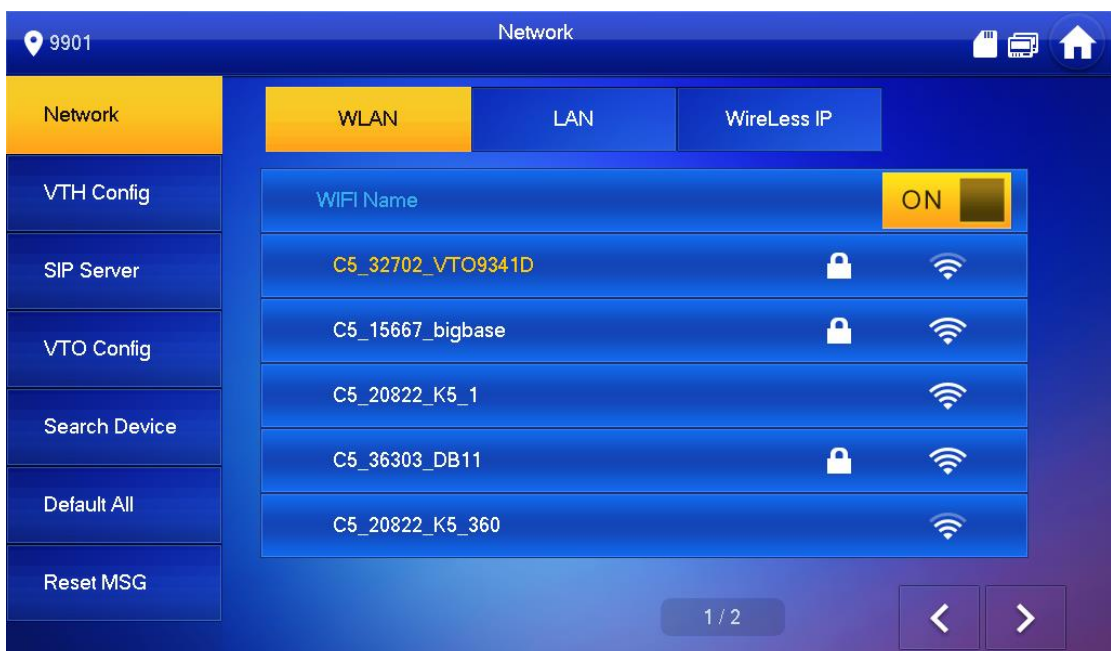 9901
Network
Network
VTH Config
SIP Server
VTO Config
Search Device
Default All
Reset MSG
WLAN
LAN
WireLess IP
WIFI Name
ON
C5_32702_VTO9341D
C5_15667_bigbase
C5_20822_K5_1
C5_36303_DB11
C5_20822_K5_360
1 / 2